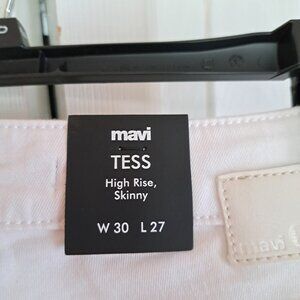 mavi
TESS
High Rise,
Skinny
W 30 L 27
mavi